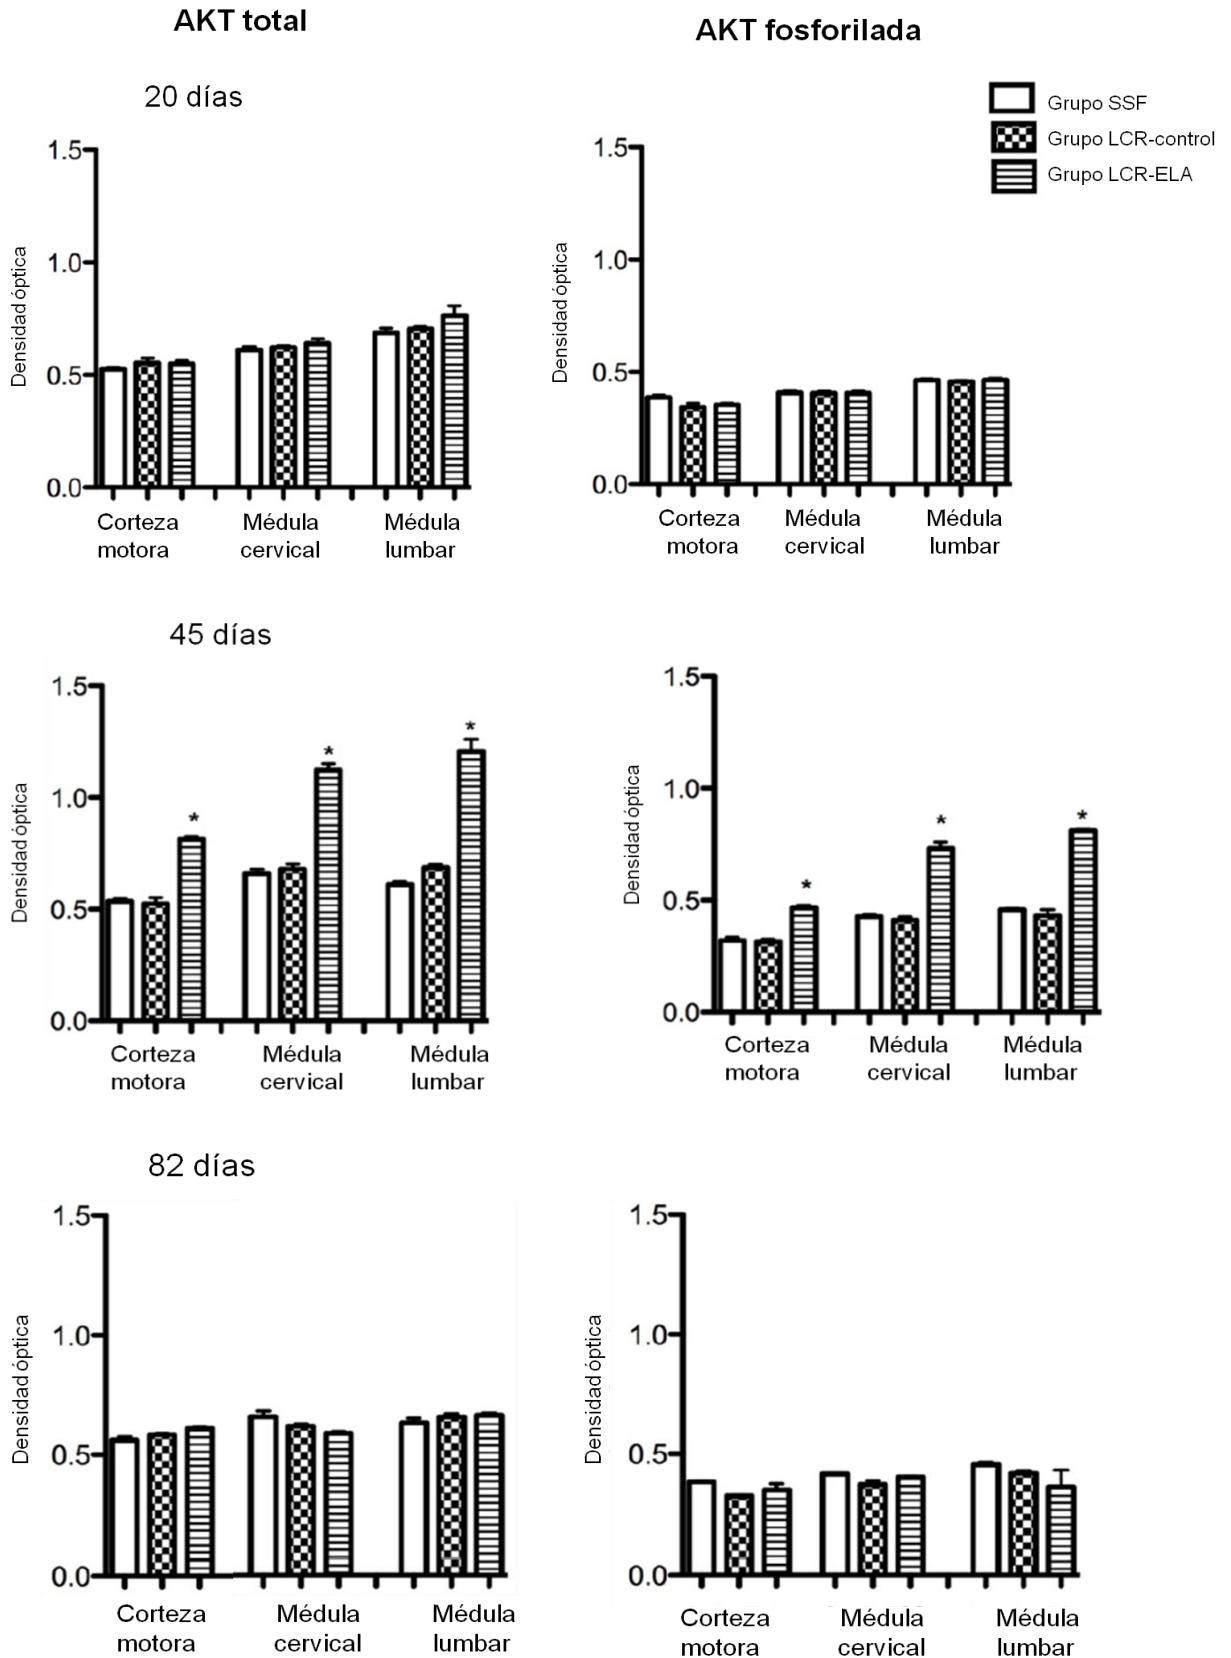 AKT total
AKT fosforilada
20 días
Grupo SSF
Grupo LCR-control
Grupo LCR-ELA
Densidad óptica
1.5
1.0
0.5
0.0
Corteza motora
Médula cervical
Médula lumbar
Densidad óptica
1.5
1.0
0.5
0.0
Corteza motora
Médula cervical
Médula lumbar
45 días
Densidad óptica
1.5
1.0
0.5
0.0
*
*
*
Corteza motora
Médula cervical
Médula lumbar
Densidad óptica
1.5
1.0
0.5
0.0
*
*
*
Corteza motora
Médula cervical
Médula lumbar
82 días
Densidad óptica
1.5
1.0
0.5
0.0
Corteza motora
Médula cervical
Médula lumbar
Densidad óptica
1.5
1.0
0.5
0.0
Corteza motora
Médula cervical
Médula lumbar